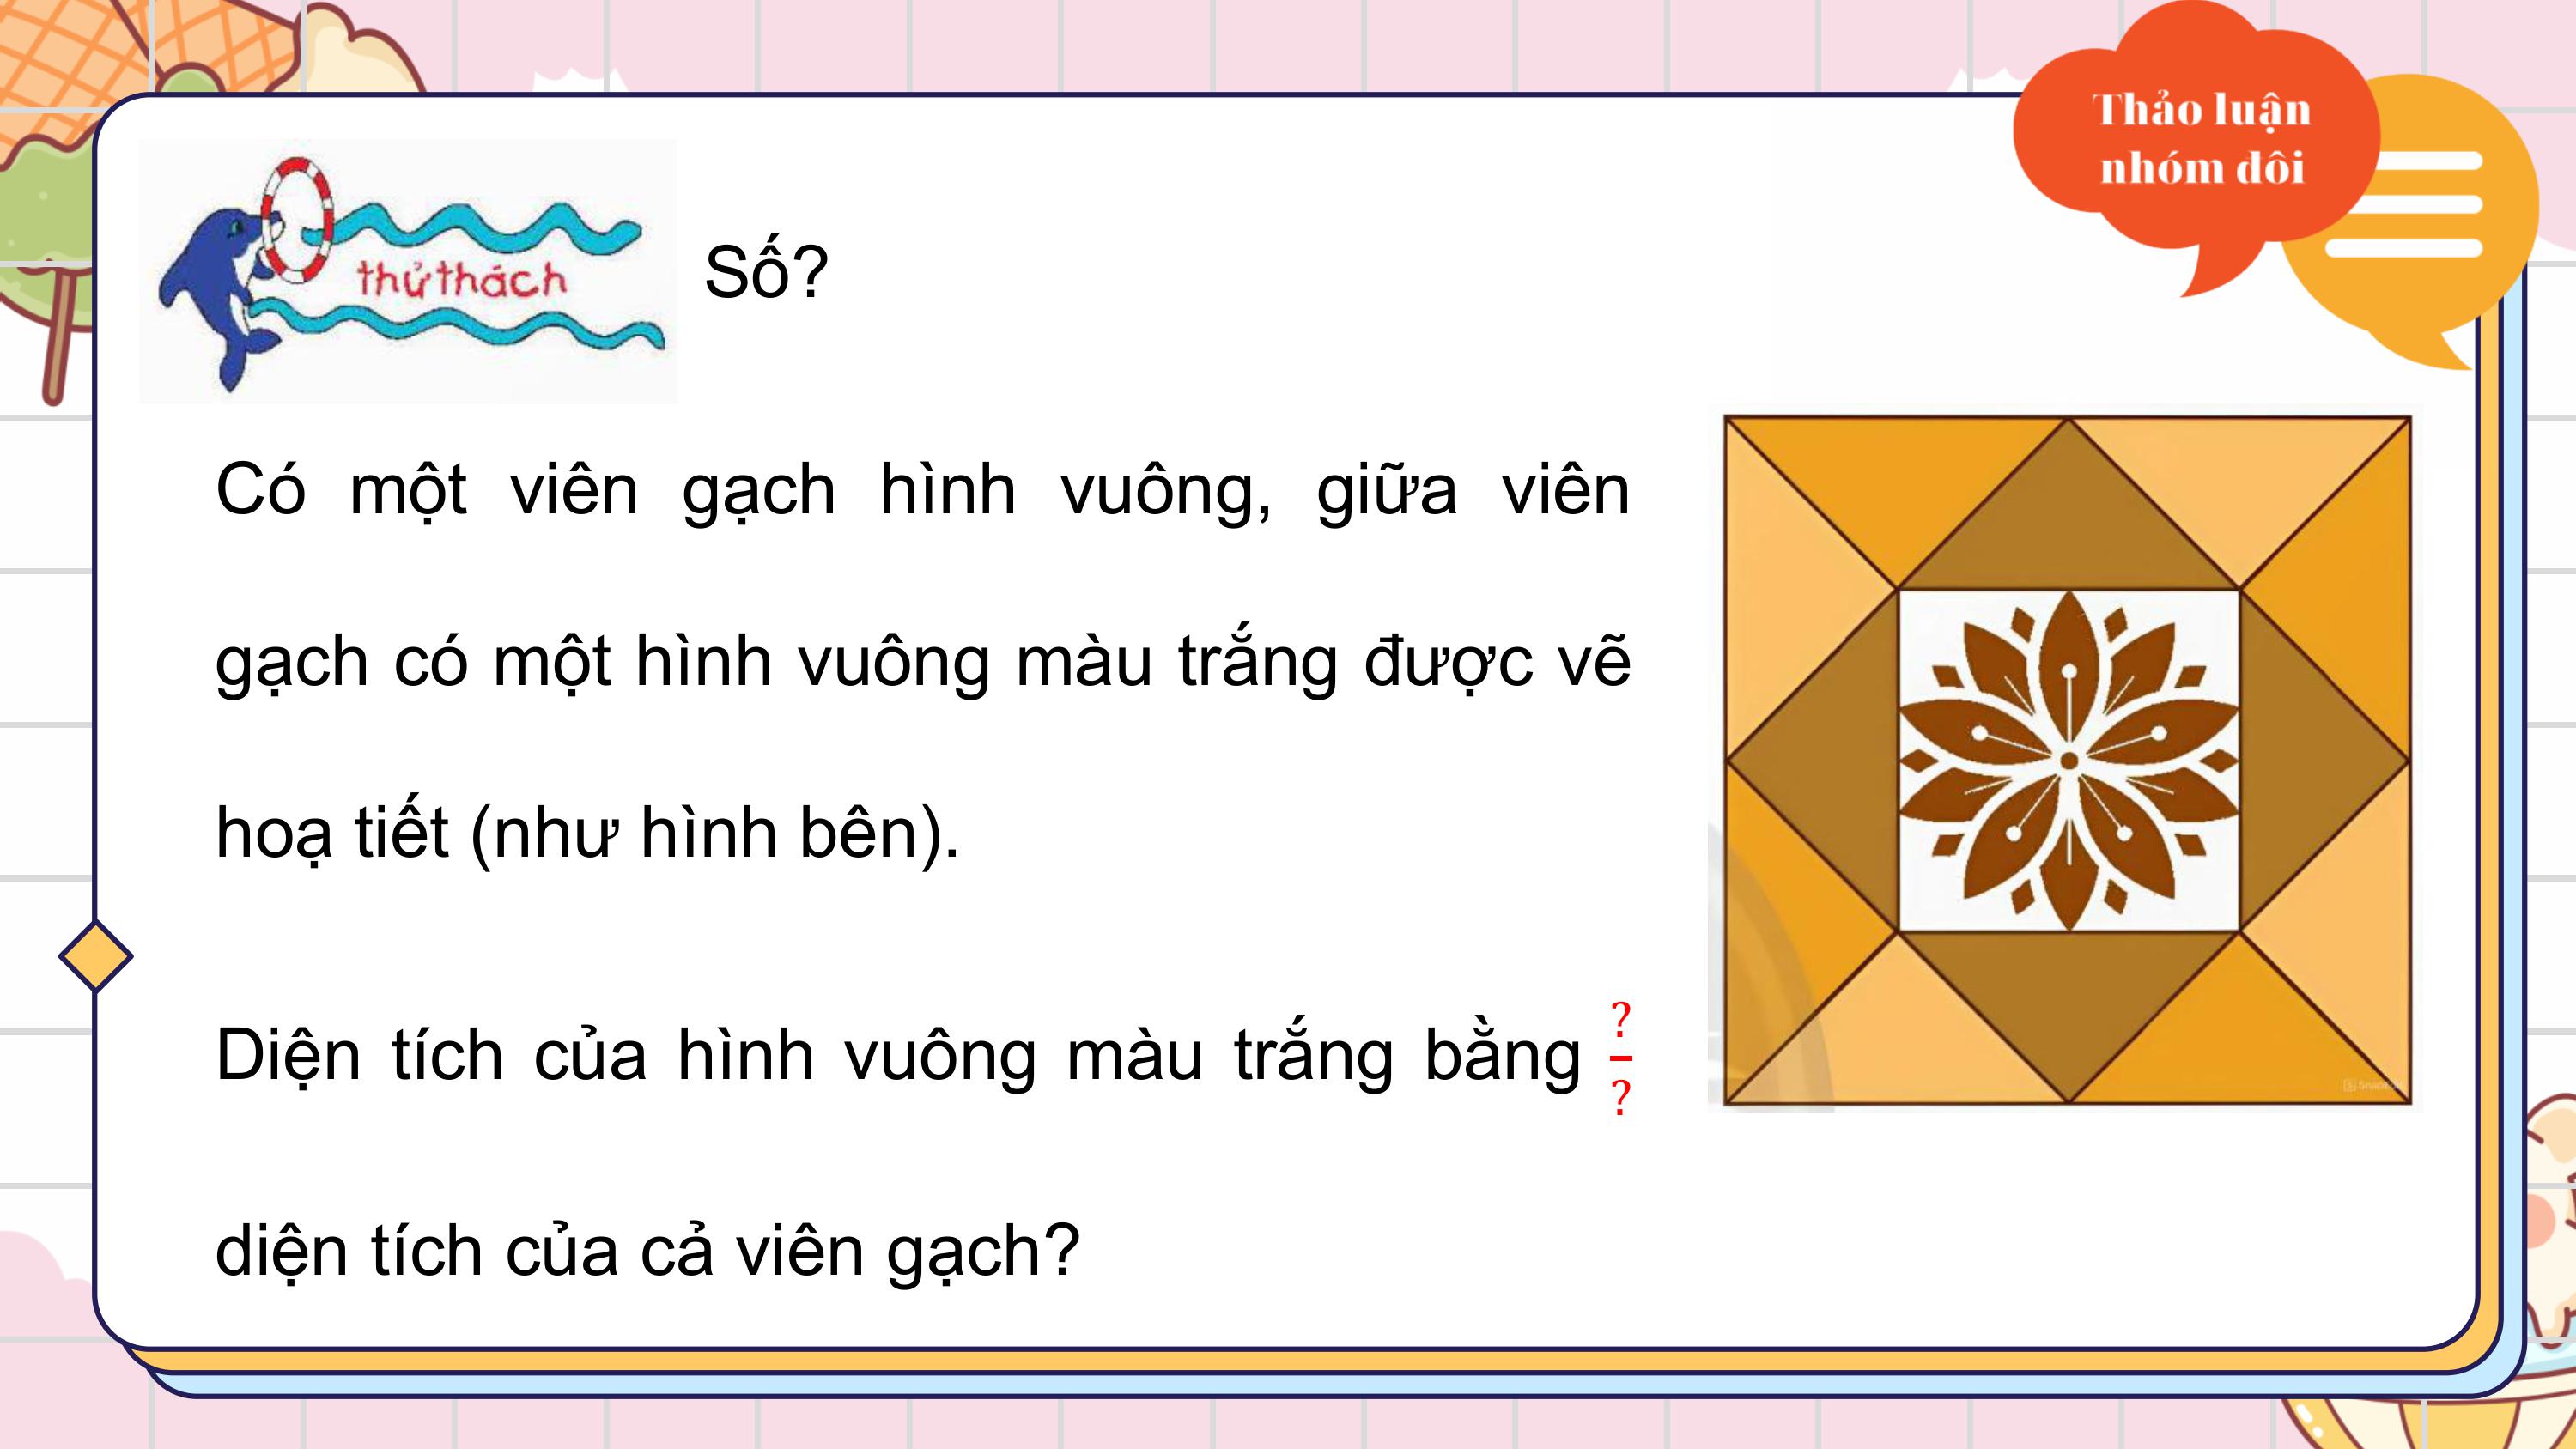 Thảo luận
nhóm đôi
thử thách
Số?
Có một viên gạch hình vuông, giữa viên
gạch có một hình vuông màu trắng được vẽ
hoạ tiết (như hình bên).
Diện tích của hình vuông màu trắng bằng ?/?
diện tích của cả viên gạch?